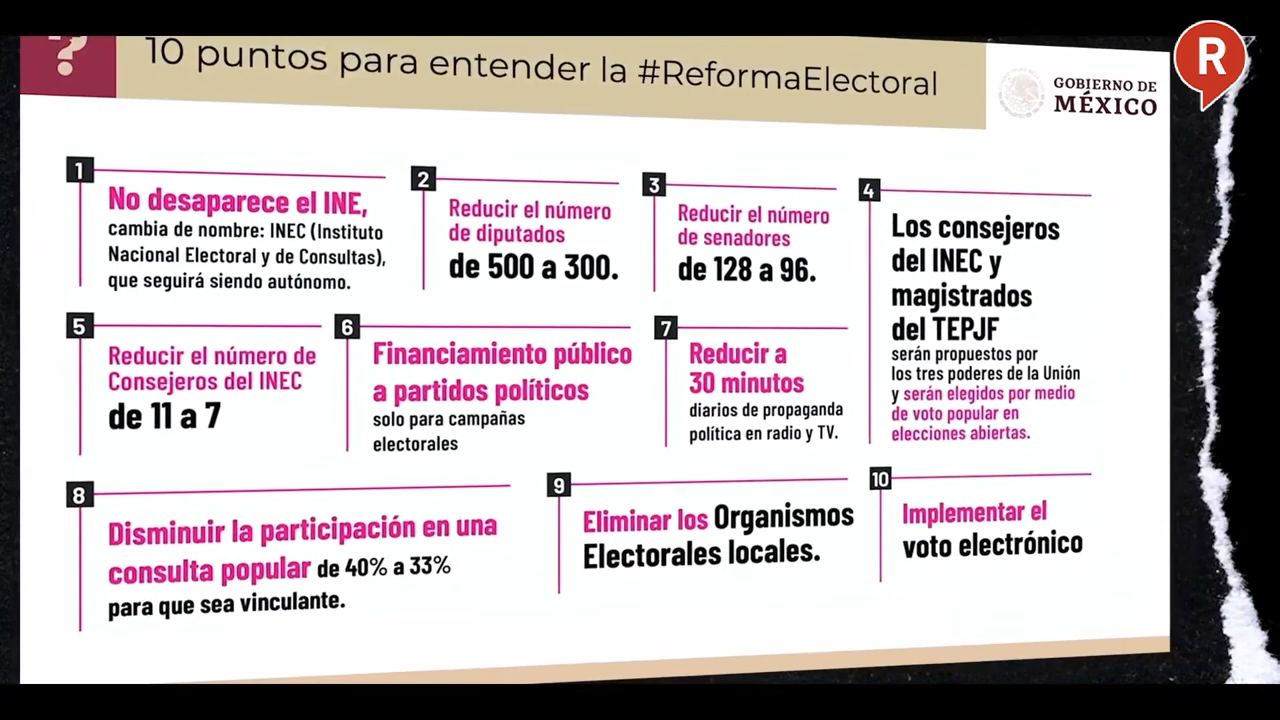 ?
10 puntos para entender la #ReformaElectoral
GOBIERNO DE
MÉXICO
R
1
No desaparece el INE,
cambia de nombre: INEC (Instituto
Nacional Electoral y de Consultas),
que seguirá siendo autónomo.
2
Reducir el número
de diputados
de 500 a 300.
3
Reducir el número
de senadores
de 128 a 96.
4
Los consejeros
del INEC y
magistrados
del TEPJF
serán propuestos por
los tres poderes de la Unión
y serán elegidos por medio
de voto popular en
elecciones abiertas.
5
Reducir el número de
Consejeros del INEC
de 11 a 7
6
Financiamiento público
a partidos políticos
solo para campañas
electorales
7
Reducir a
30 minutos
diarios de propaganda
política en radio y TV.
8
Disminuir la participación en una
consulta popular de 40% a 33%
para que sea vinculante.
9
Eliminar los Organismos
Electorales locales.
10
Implementar el
voto electrónico